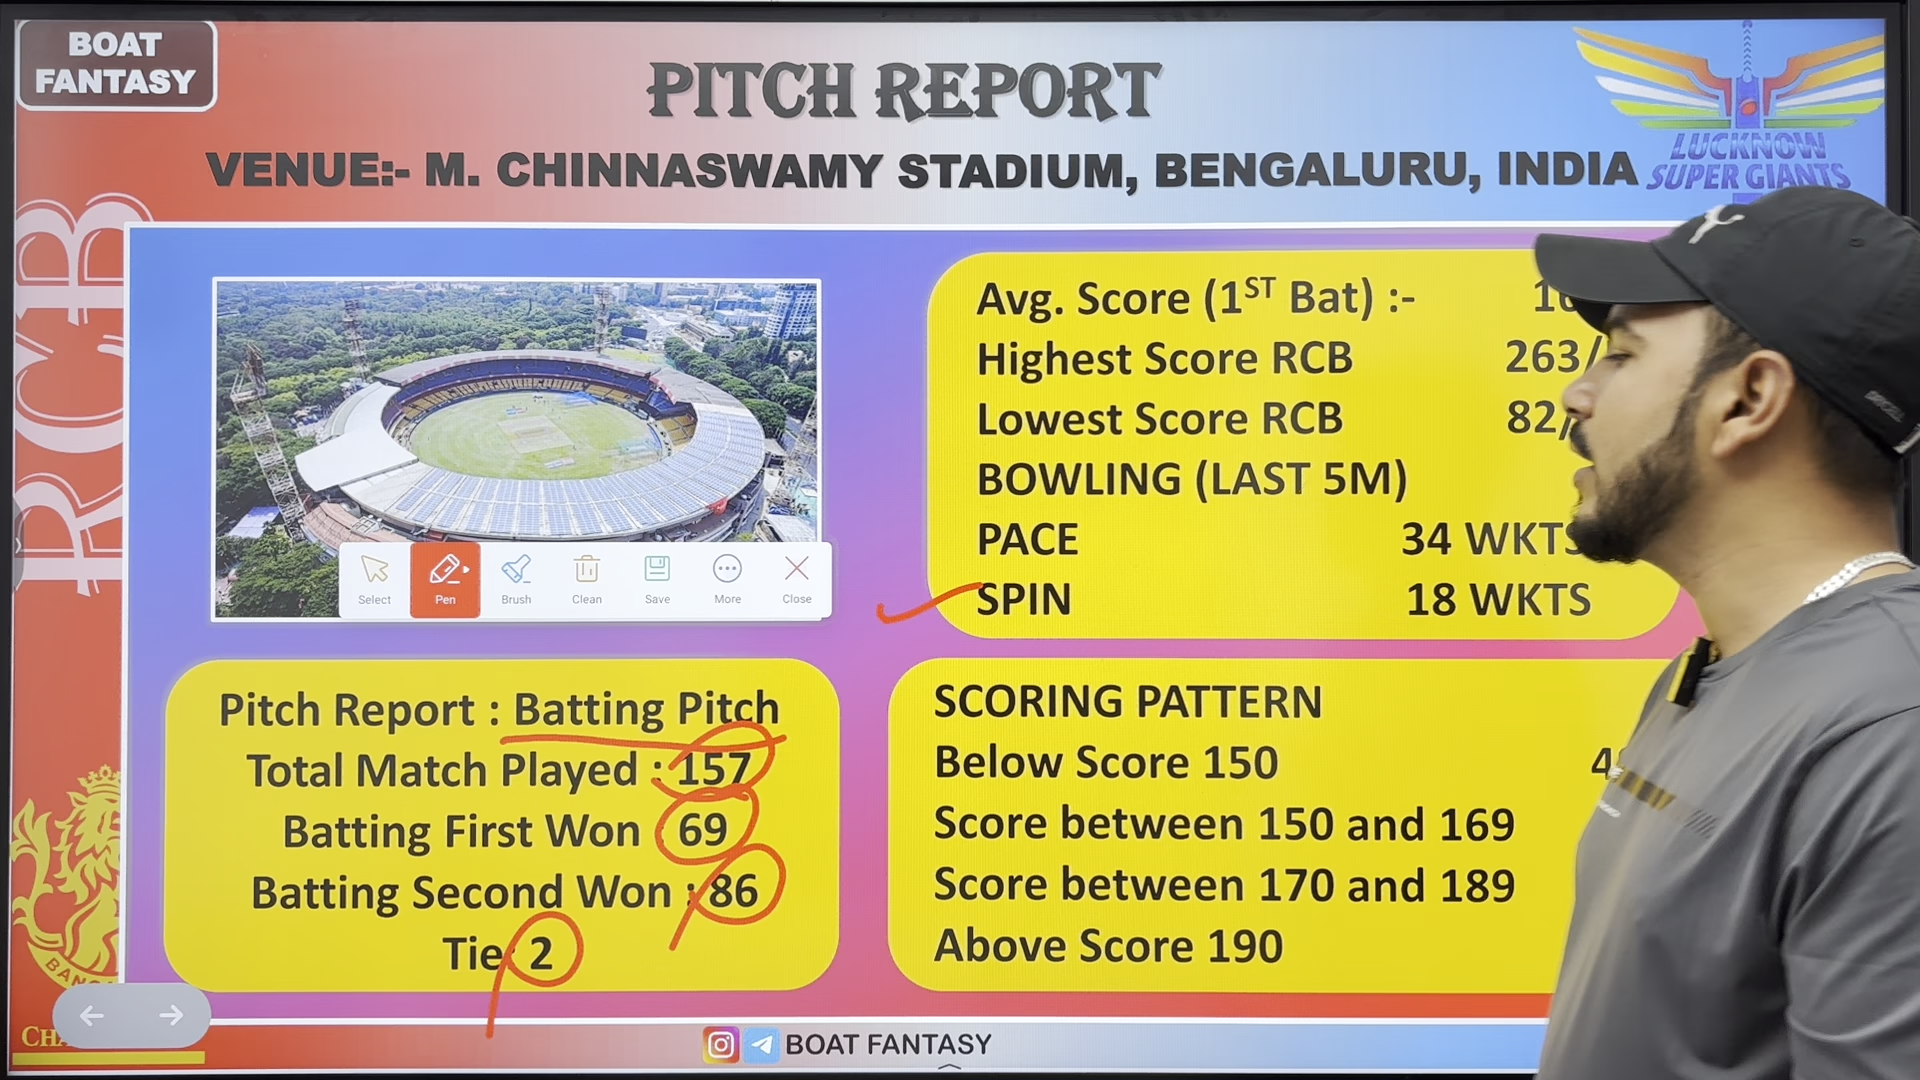 BOAT
FANTASY
PITCH REPORT
VENUE:- M. CHINNASWAMY STADIUM, BENGALURU, INDIA
LUCKNOW
SUPER GIANTS
RCB
Avg. Score (1ST Bat) :-
Highest Score RCB 263/
Lowest Score RCB 82/
BOWLING (LAST 5M)
PACE 34 WKTS
SPIN 18 WKTS
Select Pen Brush Clean Save More Close
Pitch Report : Batting Pitch
Total Match Played : 157
Batting First Won 69
Batting Second Won : 86
Tie 2
SCORING PATTERN
Below Score 150
Score between 150 and 169
Score between 170 and 189
Above Score 190
BOAT FANTASY